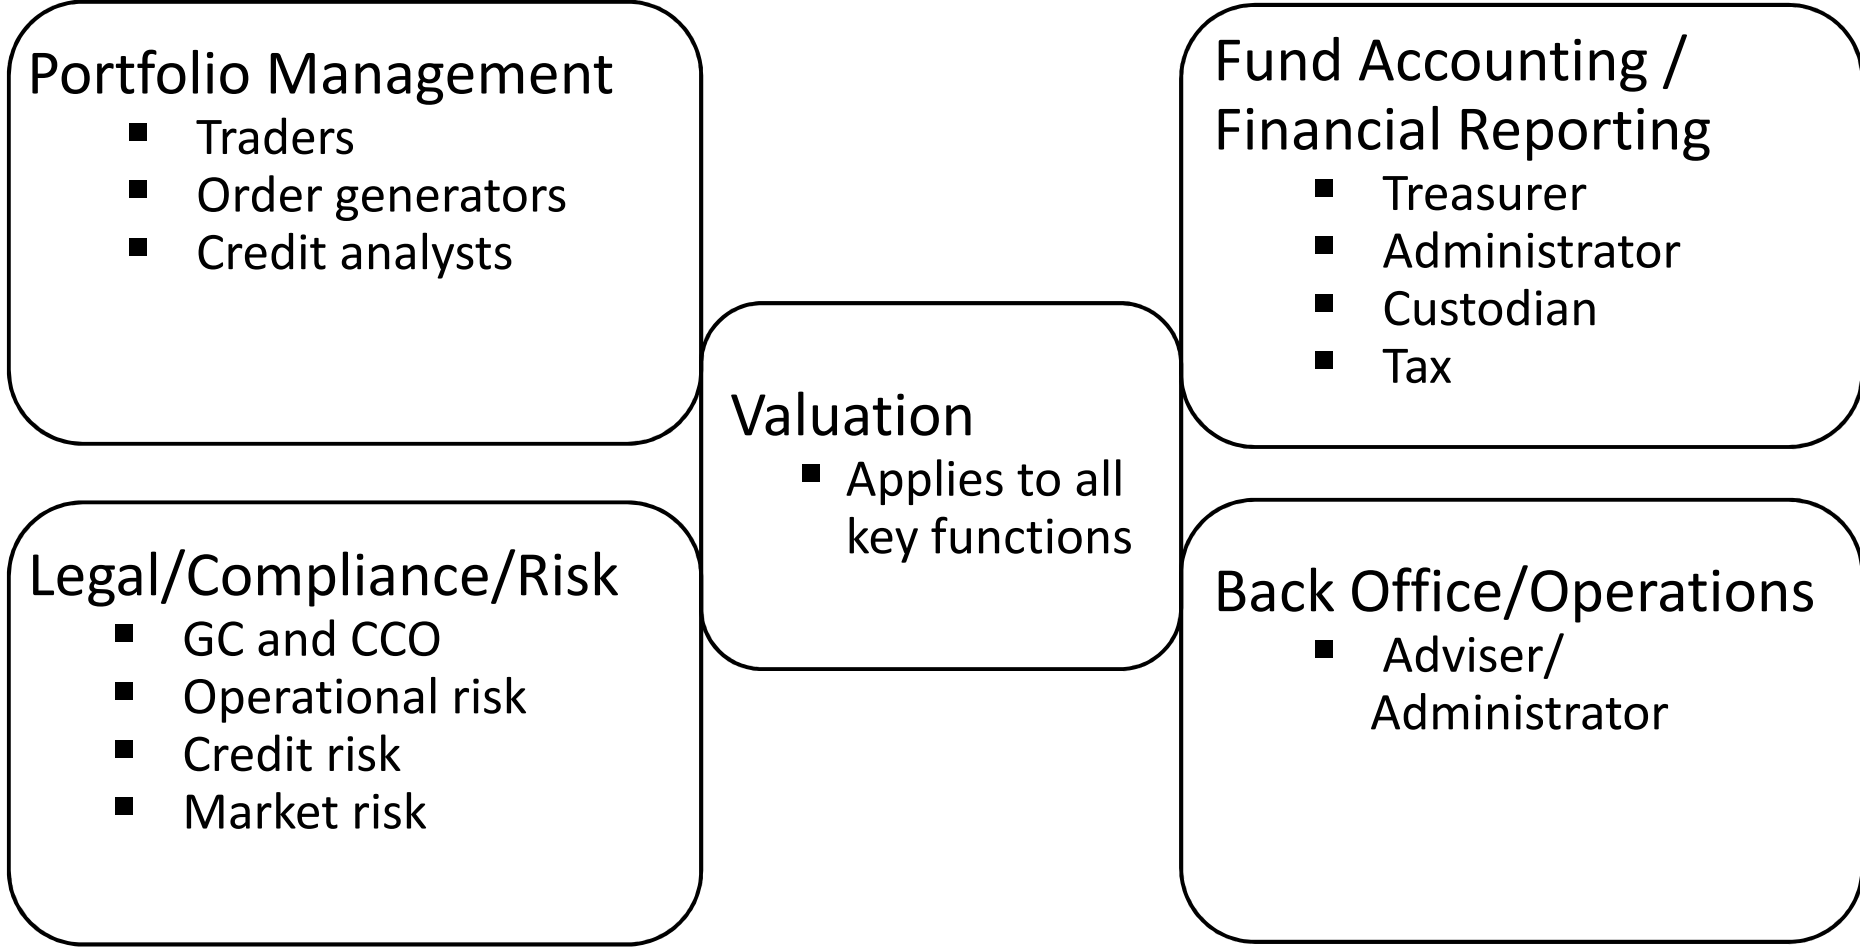 Portfolio Management
▪ Traders
▪ Order generators
▪ Credit analysts
Fund Accounting /
Financial Reporting
▪ Treasurer
▪ Administrator
▪ Custodian
▪ Tax
Valuation
▪ Applies to all
key functions
Legal/Compliance/Risk
▪ GC and CCO
▪ Operational risk
▪ Credit risk
▪ Market risk
Back Office/Operations
▪ Adviser/
Administrator